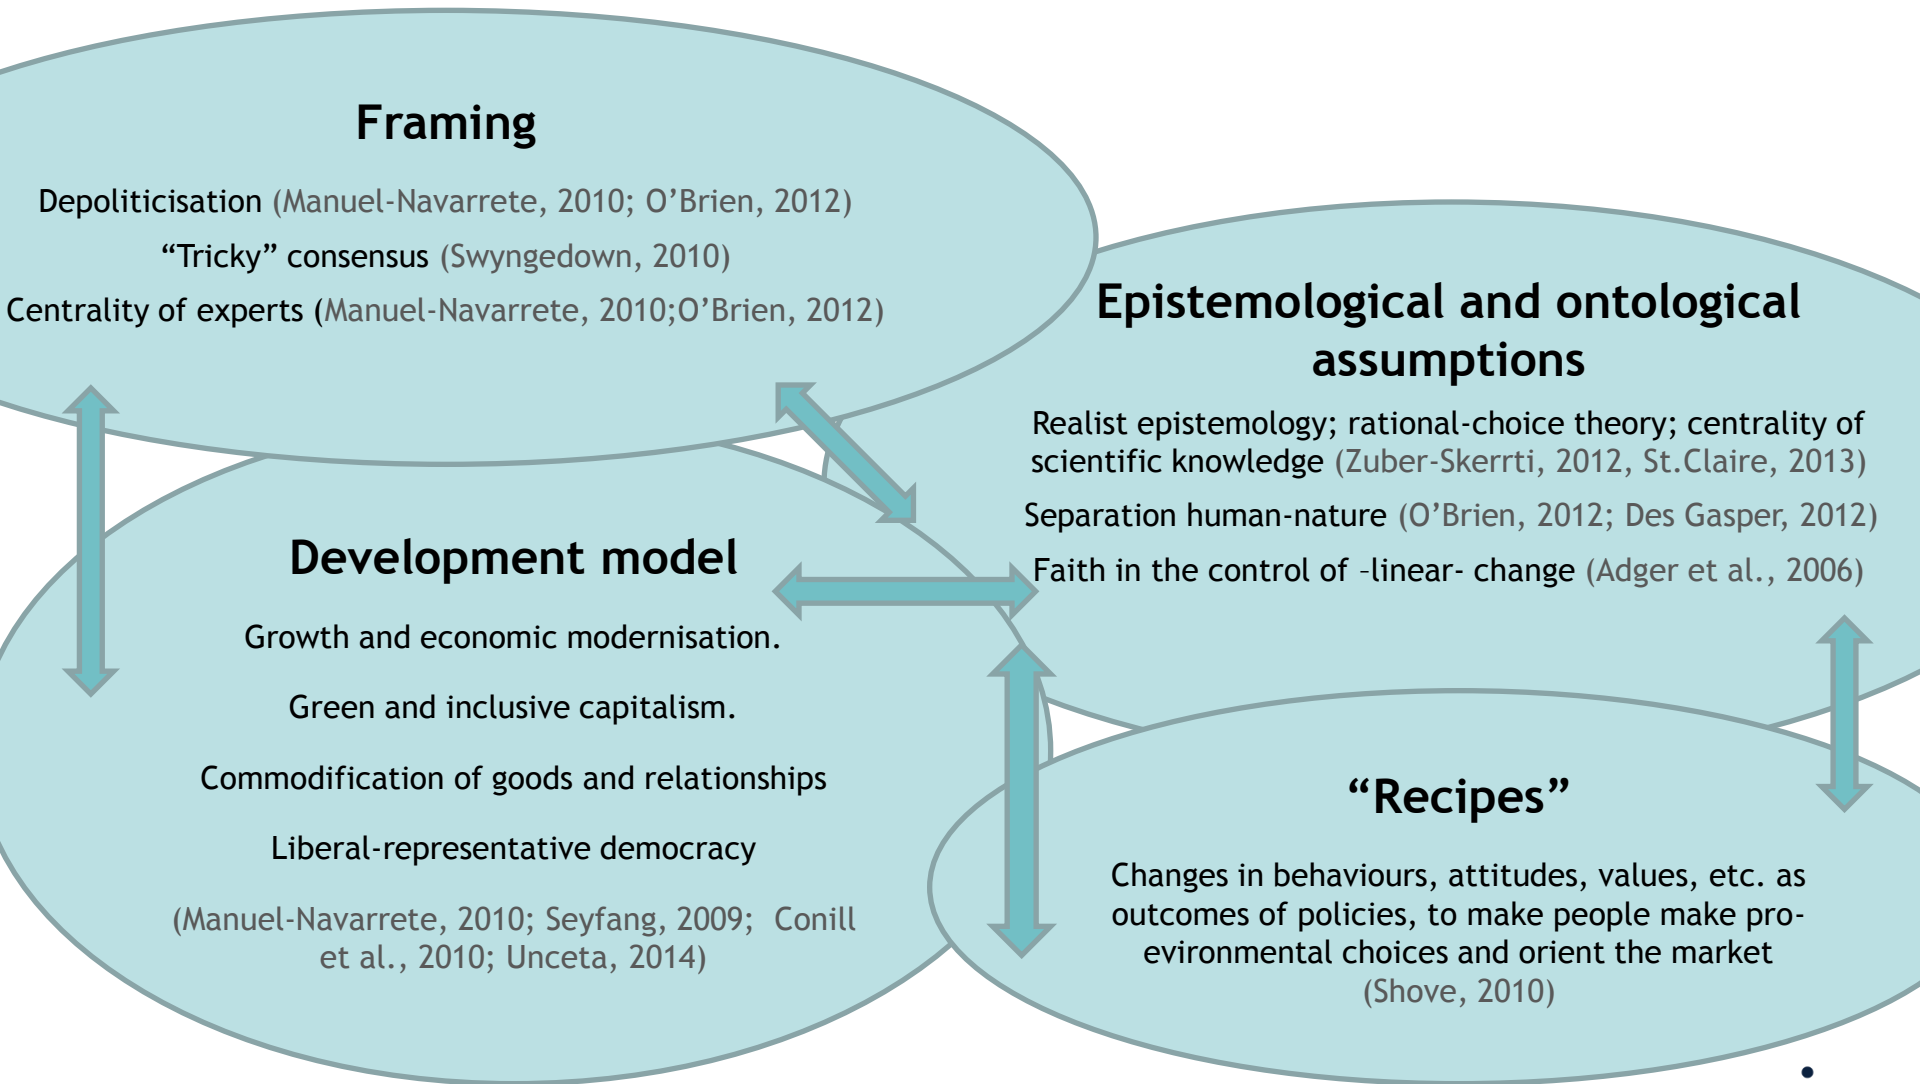 Framing
Depoliticisation (Manuel-Navarrete, 2010; O’Brien, 2012)
“Tricky” consensus (Swyngedown, 2010)
Centrality of experts (Manuel-Navarrete, 2010;O’Brien, 2012)
Epistemological and ontological
assumptions
Realist epistemology; rational-choice theory; centrality of
scientific knowledge (Zuber-Skerrti, 2012, St.Claire, 2013)
Separation human-nature (O’Brien, 2012; Des Gasper, 2012)
Faith in the control of –linear- change (Adger et al., 2006)
Development model
Growth and economic modernisation.
Green and inclusive capitalism.
Commodification of goods and relationships
Liberal-representative democracy
(Manuel-Navarrete, 2010; Seyfang, 2009; Conill
et al., 2010; Unceta, 2014)
“Recipes”
Changes in behaviours, attitudes, values, etc. as
outcomes of policies, to make people make pro-
evironmental choices and orient the market
(Shove, 2010)
•